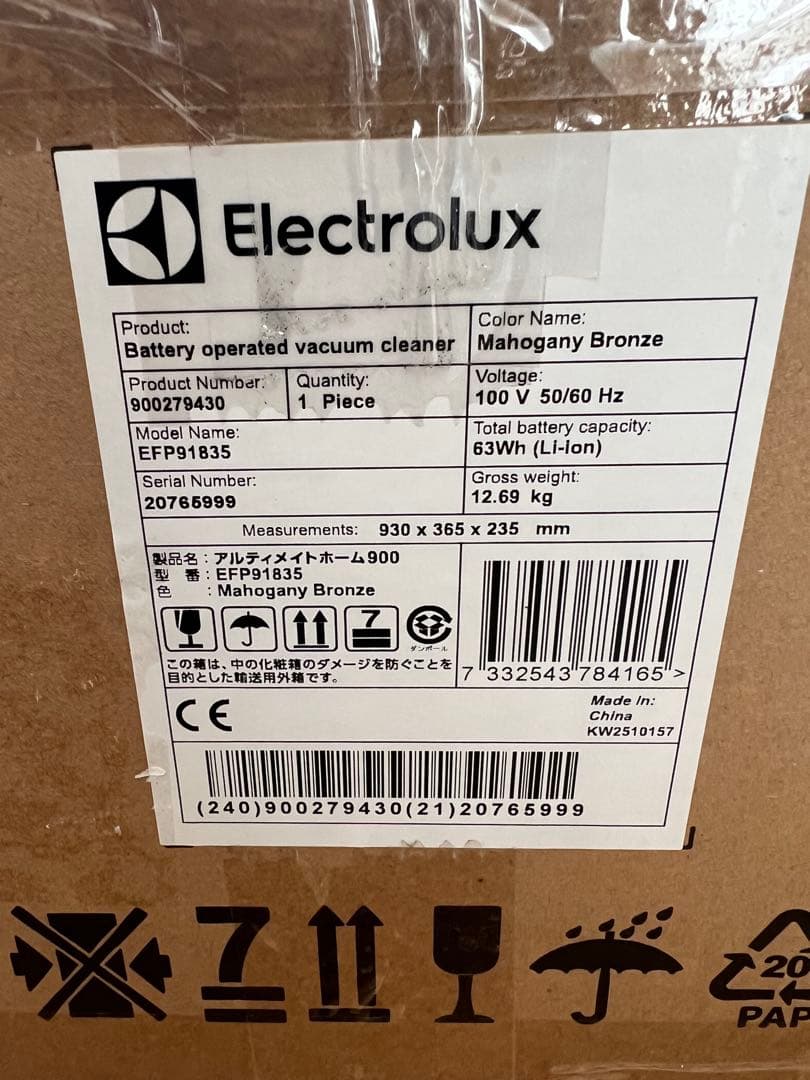 Electrolux
Product:
Battery operated vacuum cleaner
Color Name:
Mahogany Bronze
Product Number:
900279430
Quantity:
1 Piece
Voltage:
100 V 50/60 Hz
Model Name:
EFP91835
Total battery capacity:
63Wh (Li-ion)
Serial Number:
20765999
Gross weight:
12.69 kg
Measurements: 930 x 365 x 235 mm
製品名：アルティメイトホーム900
型 番：EFP91835
色 ：Mahogany Bronze
7
ダンボール
この箱は、中の化粧箱のダメージを防ぐことを
目的とした輸送用外箱です。
7 332543 784165 >
CE
Made In:
China
KW2510157
(240)900279430(21)20765999
7
20
PAP